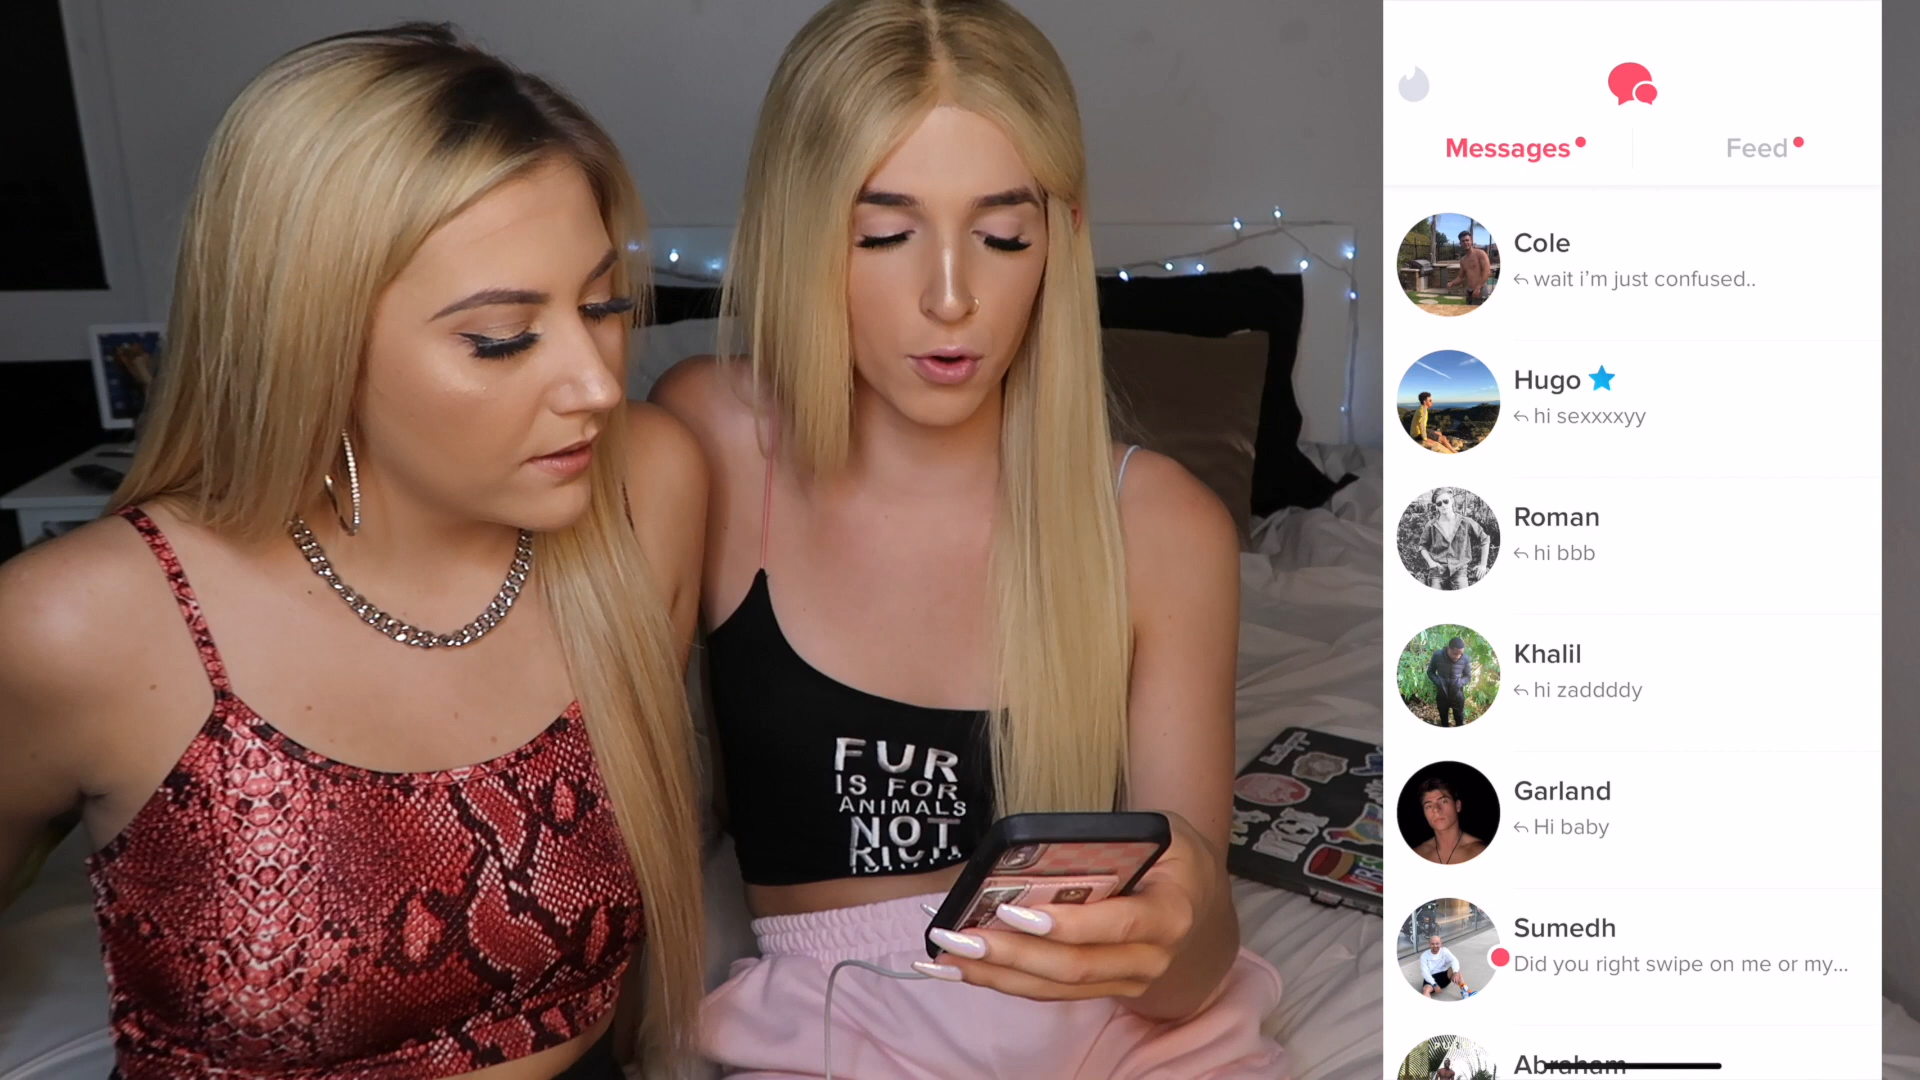 Messages
Feed
Cole
wait i'm just confused..
Hugo
hi sexxxxyy
Roman
hi bbb
Khalil
hi zaddddy
Garland
Hi baby
Sumedh
Did you right swipe on me or my...
Abraham
FUR
IS FOR
ANIMALS
NOT